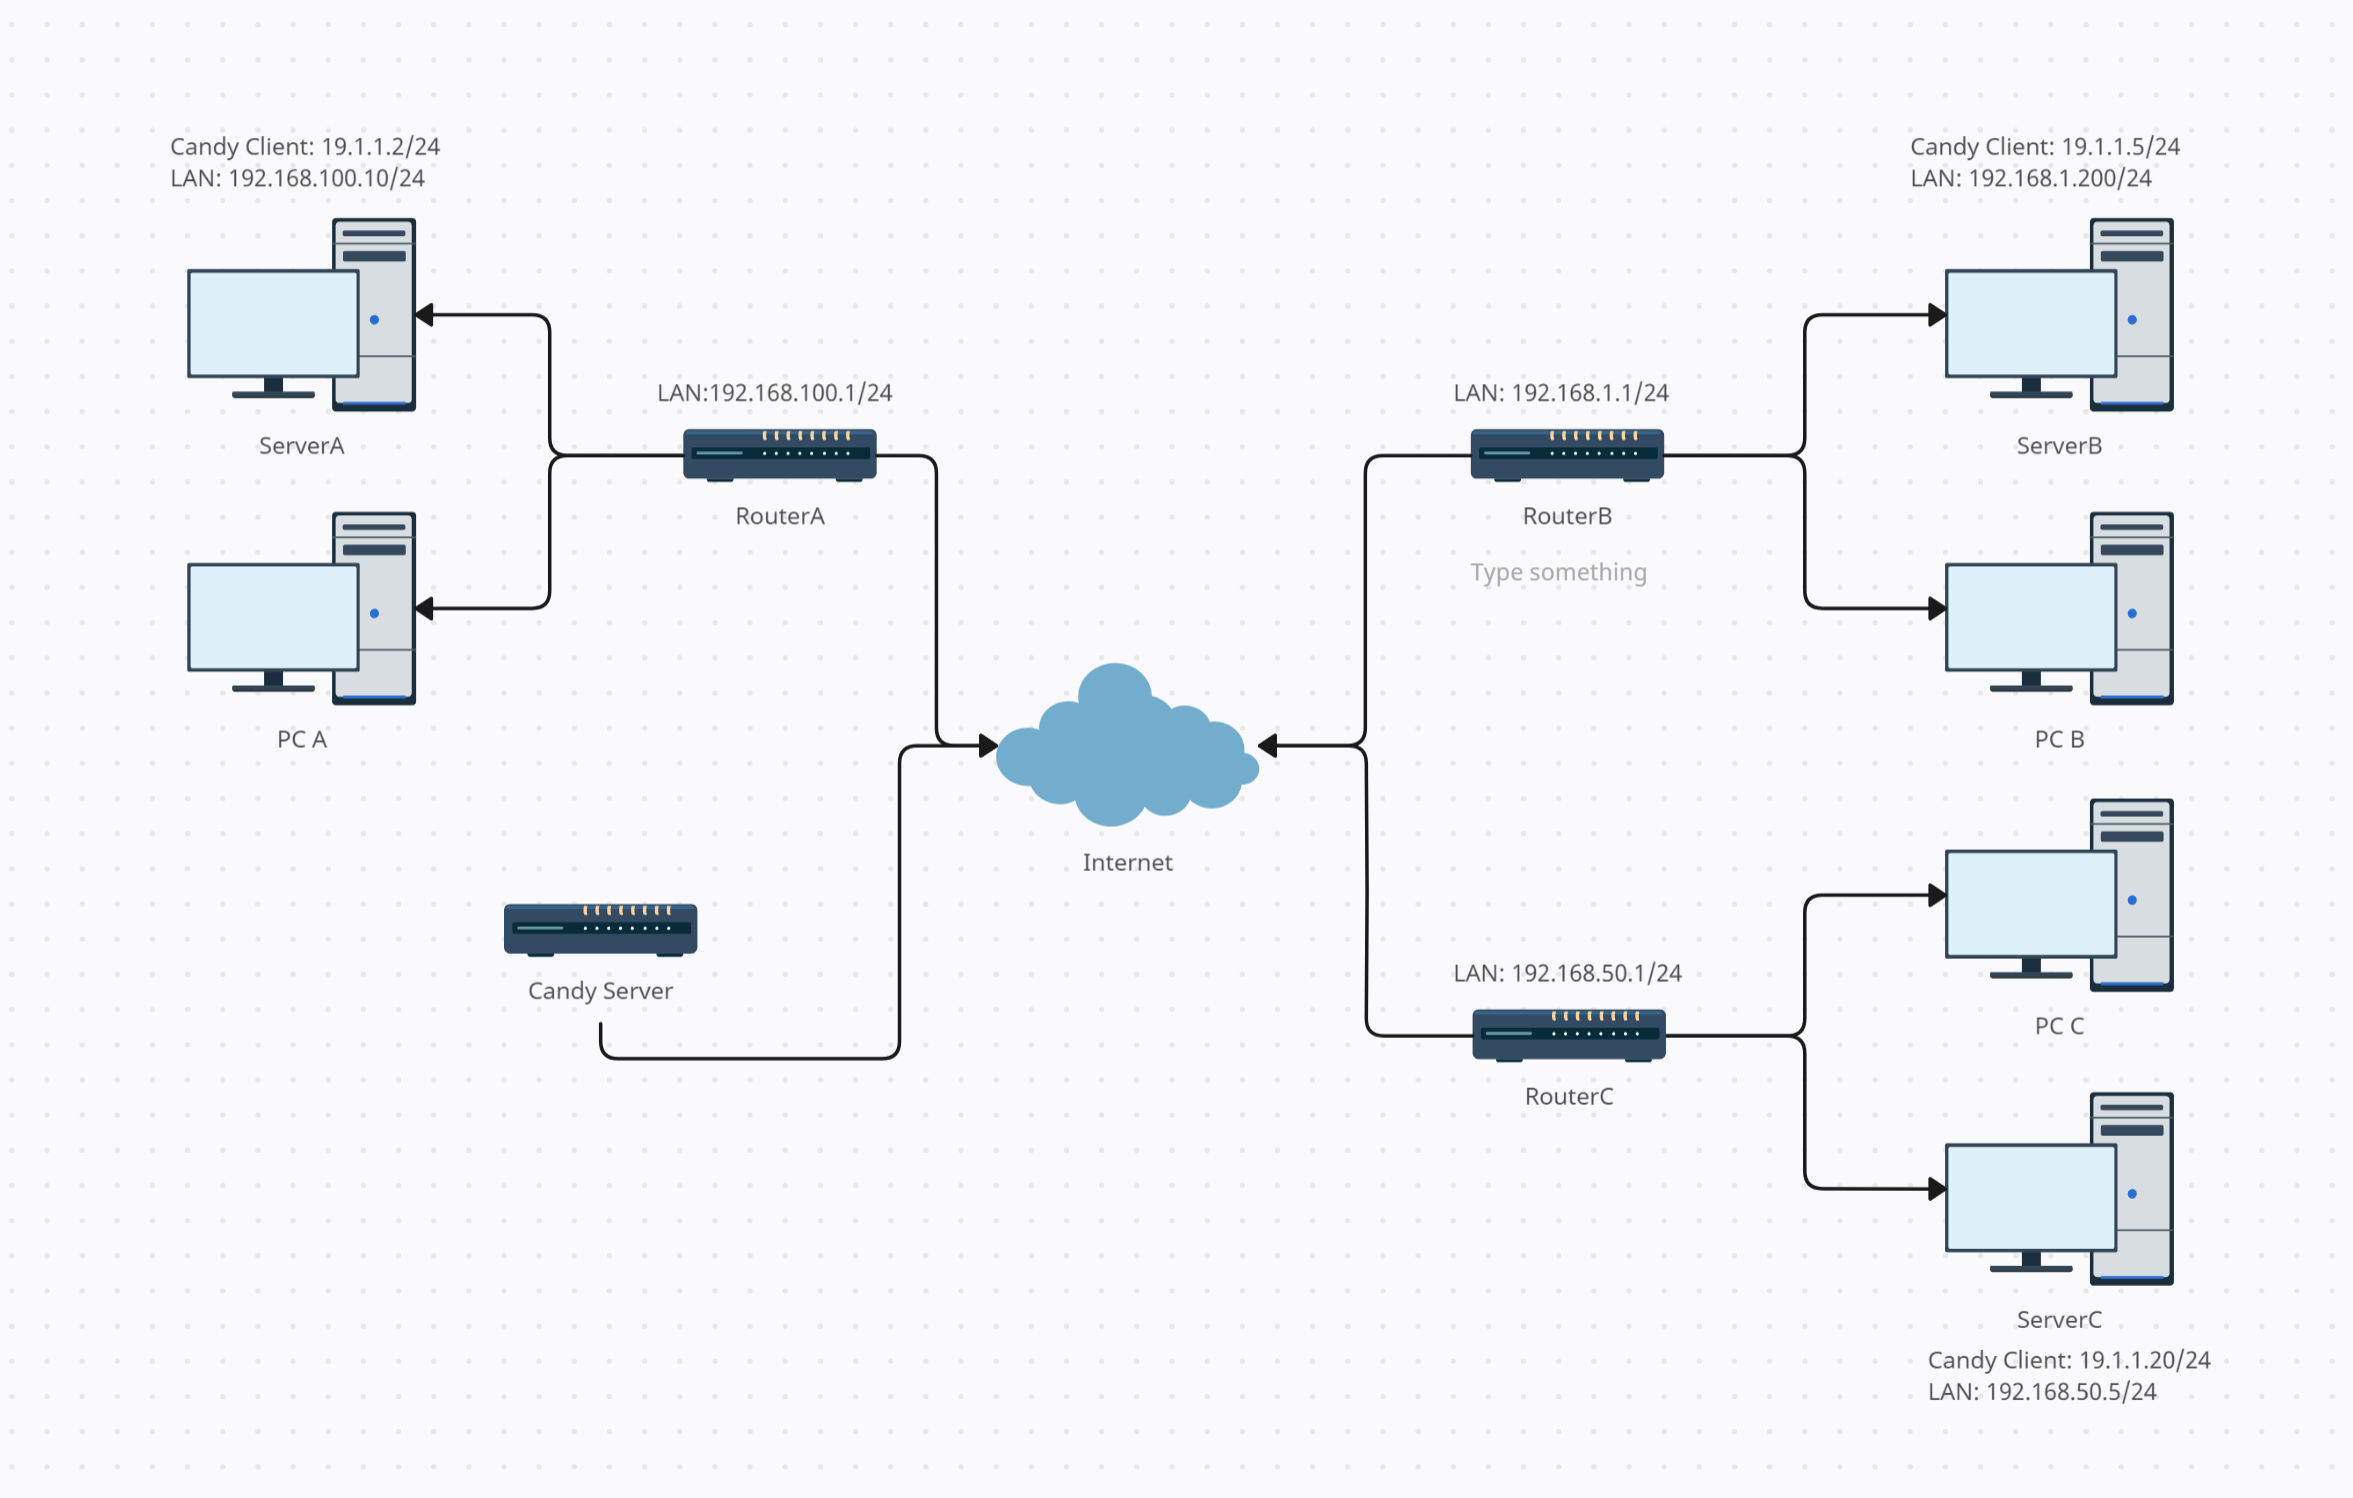 Candy Client: 19.1.1.2/24
LAN: 192.168.100.10/24
ServerA
PC A
LAN:192.168.100.1/24
RouterA
Candy Server
Internet
LAN: 192.168.1.1/24
RouterB
Type something
Candy Client: 19.1.1.5/24
LAN: 192.168.1.200/24
ServerB
PC B
LAN: 192.168.50.1/24
RouterC
PC C
ServerC
Candy Client: 19.1.1.20/24
LAN: 192.168.50.5/24